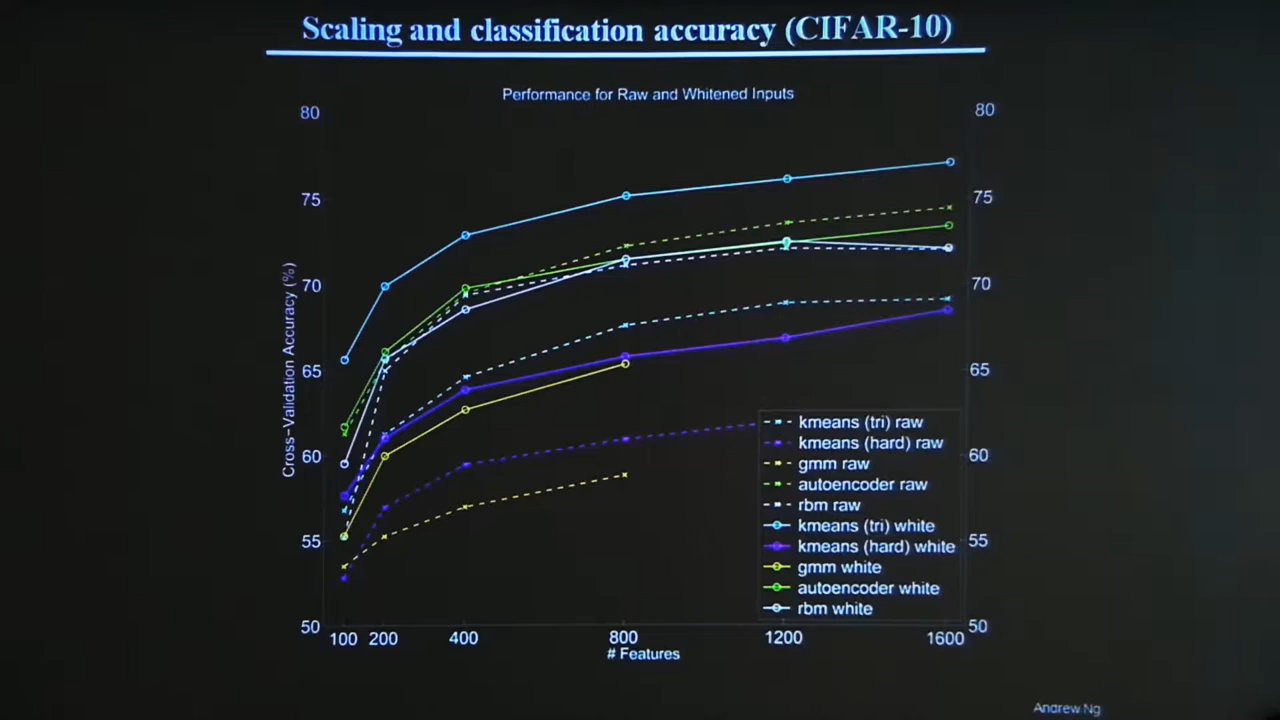 Scaling and classification accuracy (CIFAR-10)
Performance for Raw and Whitened Inputs
80
75
70
65
60
55
50
Cross-Validation Accuracy (%)
80
75
70
65
60
55
50
kmeans (tri) raw
kmeans (hard) raw
gmm raw
autoencoder raw
rbm raw
kmeans (tri) white
kmeans (hard) white
gmm white
autoencoder white
rbm white
100 200 400 800 1200 1600
# Features
Andrew Ng